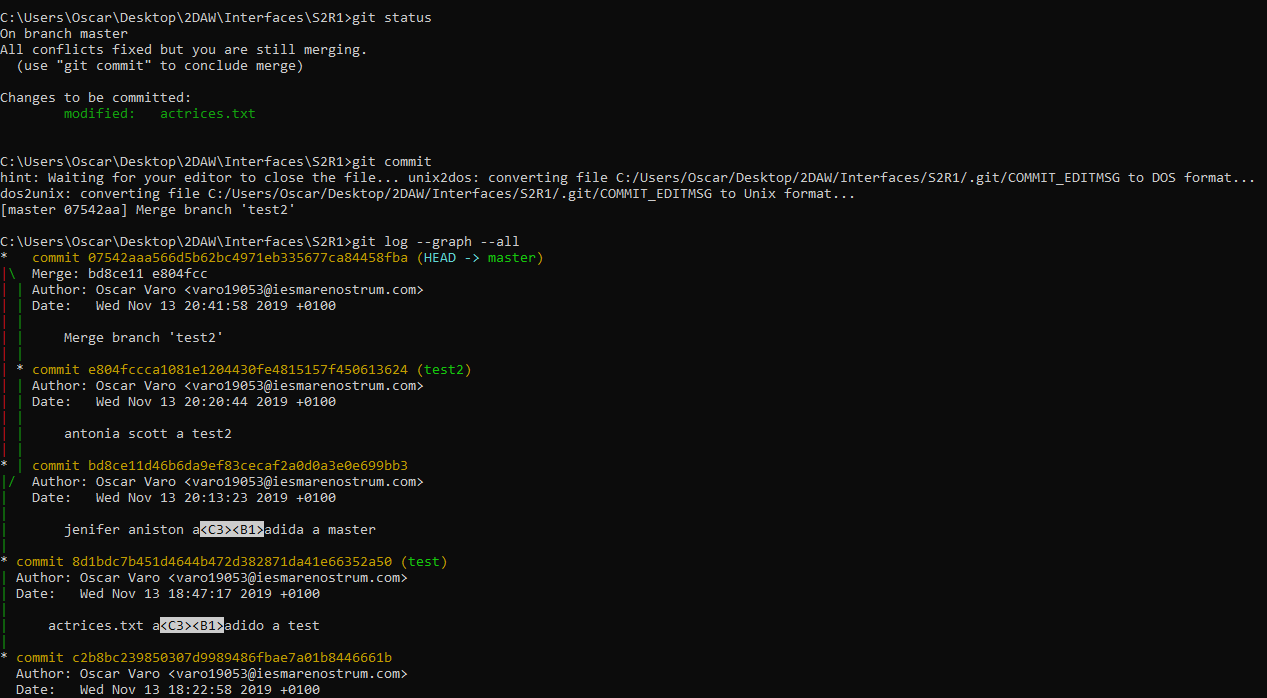 C:\Users\Oscar\Desktop\2DAW\Interfaces\S2R1>git status
On branch master
All conflicts fixed but you are still merging.
  (use "git commit" to conclude merge)

Changes to be committed:
        modified:   actrices.txt

C:\Users\Oscar\Desktop\2DAW\Interfaces\S2R1>git commit
hint: Waiting for your editor to close the file... unix2dos: converting file C:/Users/Oscar/Desktop/2DAW/Interfaces/S2R1/.git/COMMIT_EDITMSG to DOS format...
dos2unix: converting file C:/Users/Oscar/Desktop/2DAW/Interfaces/S2R1/.git/COMMIT_EDITMSG to Unix format...
[master 07542aa] Merge branch 'test2'

C:\Users\Oscar\Desktop\2DAW\Interfaces\S2R1>git log --graph --all
*   commit 07542aaa566d5b62bc4971eb335677ca84458fba (HEAD -> master)
|\  Merge: bd8ce11 e804fcc
| | Author: Oscar Varo <varo19053@iesmarenostrum.com>
| | Date:   Wed Nov 13 20:41:58 2019 +0100
| |
| |     Merge branch 'test2'
| |
| * commit e804fccca1081e1204430fe4815157f450613624 (test2)
| | Author: Oscar Varo <varo19053@iesmarenostrum.com>
| | Date:   Wed Nov 13 20:20:44 2019 +0100
| |
| |     antonia scott a test2
| |
* | commit bd8ce11d46b6da9ef83cecaf2a0d0a3e0e699bb3
|/  Author: Oscar Varo <varo19053@iesmarenostrum.com>
|   Date:   Wed Nov 13 20:13:23 2019 +0100
|
|       jenifer aniston a<C3><B1>adida a master
|
* commit 8d1bdc7b451d4644b472d382871da41e66352a50 (test)
| Author: Oscar Varo <varo19053@iesmarenostrum.com>
| Date:   Wed Nov 13 18:47:17 2019 +0100
|
|     actrices.txt a<C3><B1>adido a test
|
* commit c2b8bc239850307d9989486fbae7a01b8446661b
  Author: Oscar Varo <varo19053@iesmarenostrum.com>
  Date:   Wed Nov 13 18:22:58 2019 +0100